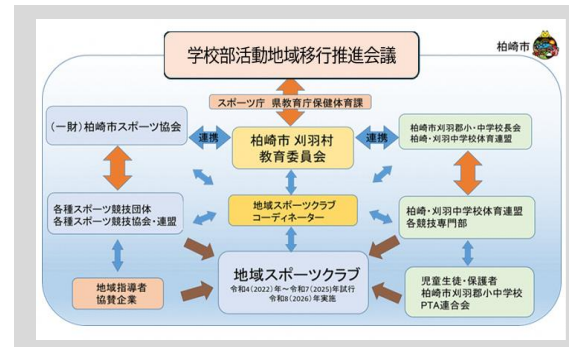 学校部活動地域移行推進会議
柏崎市
スポーツ庁 県教育庁保健体育課
(一財)柏崎市スポーツ協会
連携
柏崎市 刈羽村
教育委員会
連携
柏崎市刈羽郡小・中学校長会
柏崎・刈羽中学校体育連盟
各種スポーツ競技団体
各種スポーツ競技協会・連盟
地域スポーツクラブ
コーディネーター
柏崎・刈羽中学校体育連盟
各競技専門部
地域指導者
協賛企業
地域スポーツクラブ
令和4(2022)年～令和7(2025)年試行
令和8(2026)年実施
児童生徒・保護者
柏崎市刈羽郡小中学校
PTA連合会